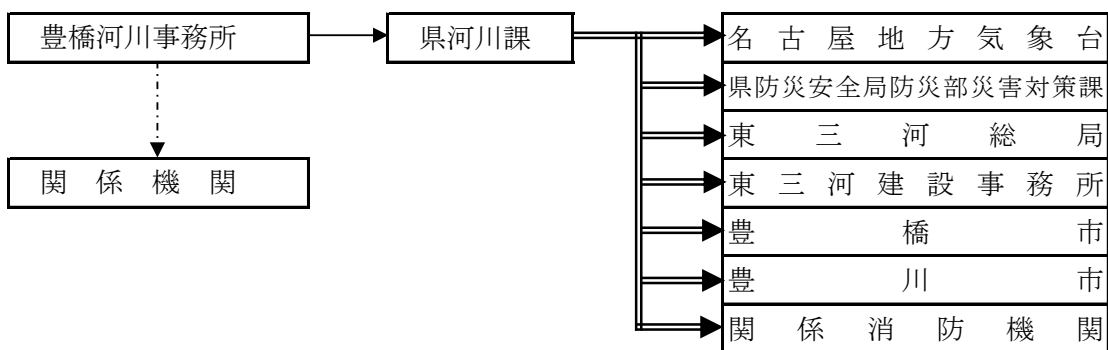 豊橋河川事務所
県河川課
名古屋地方気象台
県防災安全局防災部災害対策課
東三河総局
関係機関
東三河建設事務所
豊橋市
豊川市
関係消防機関